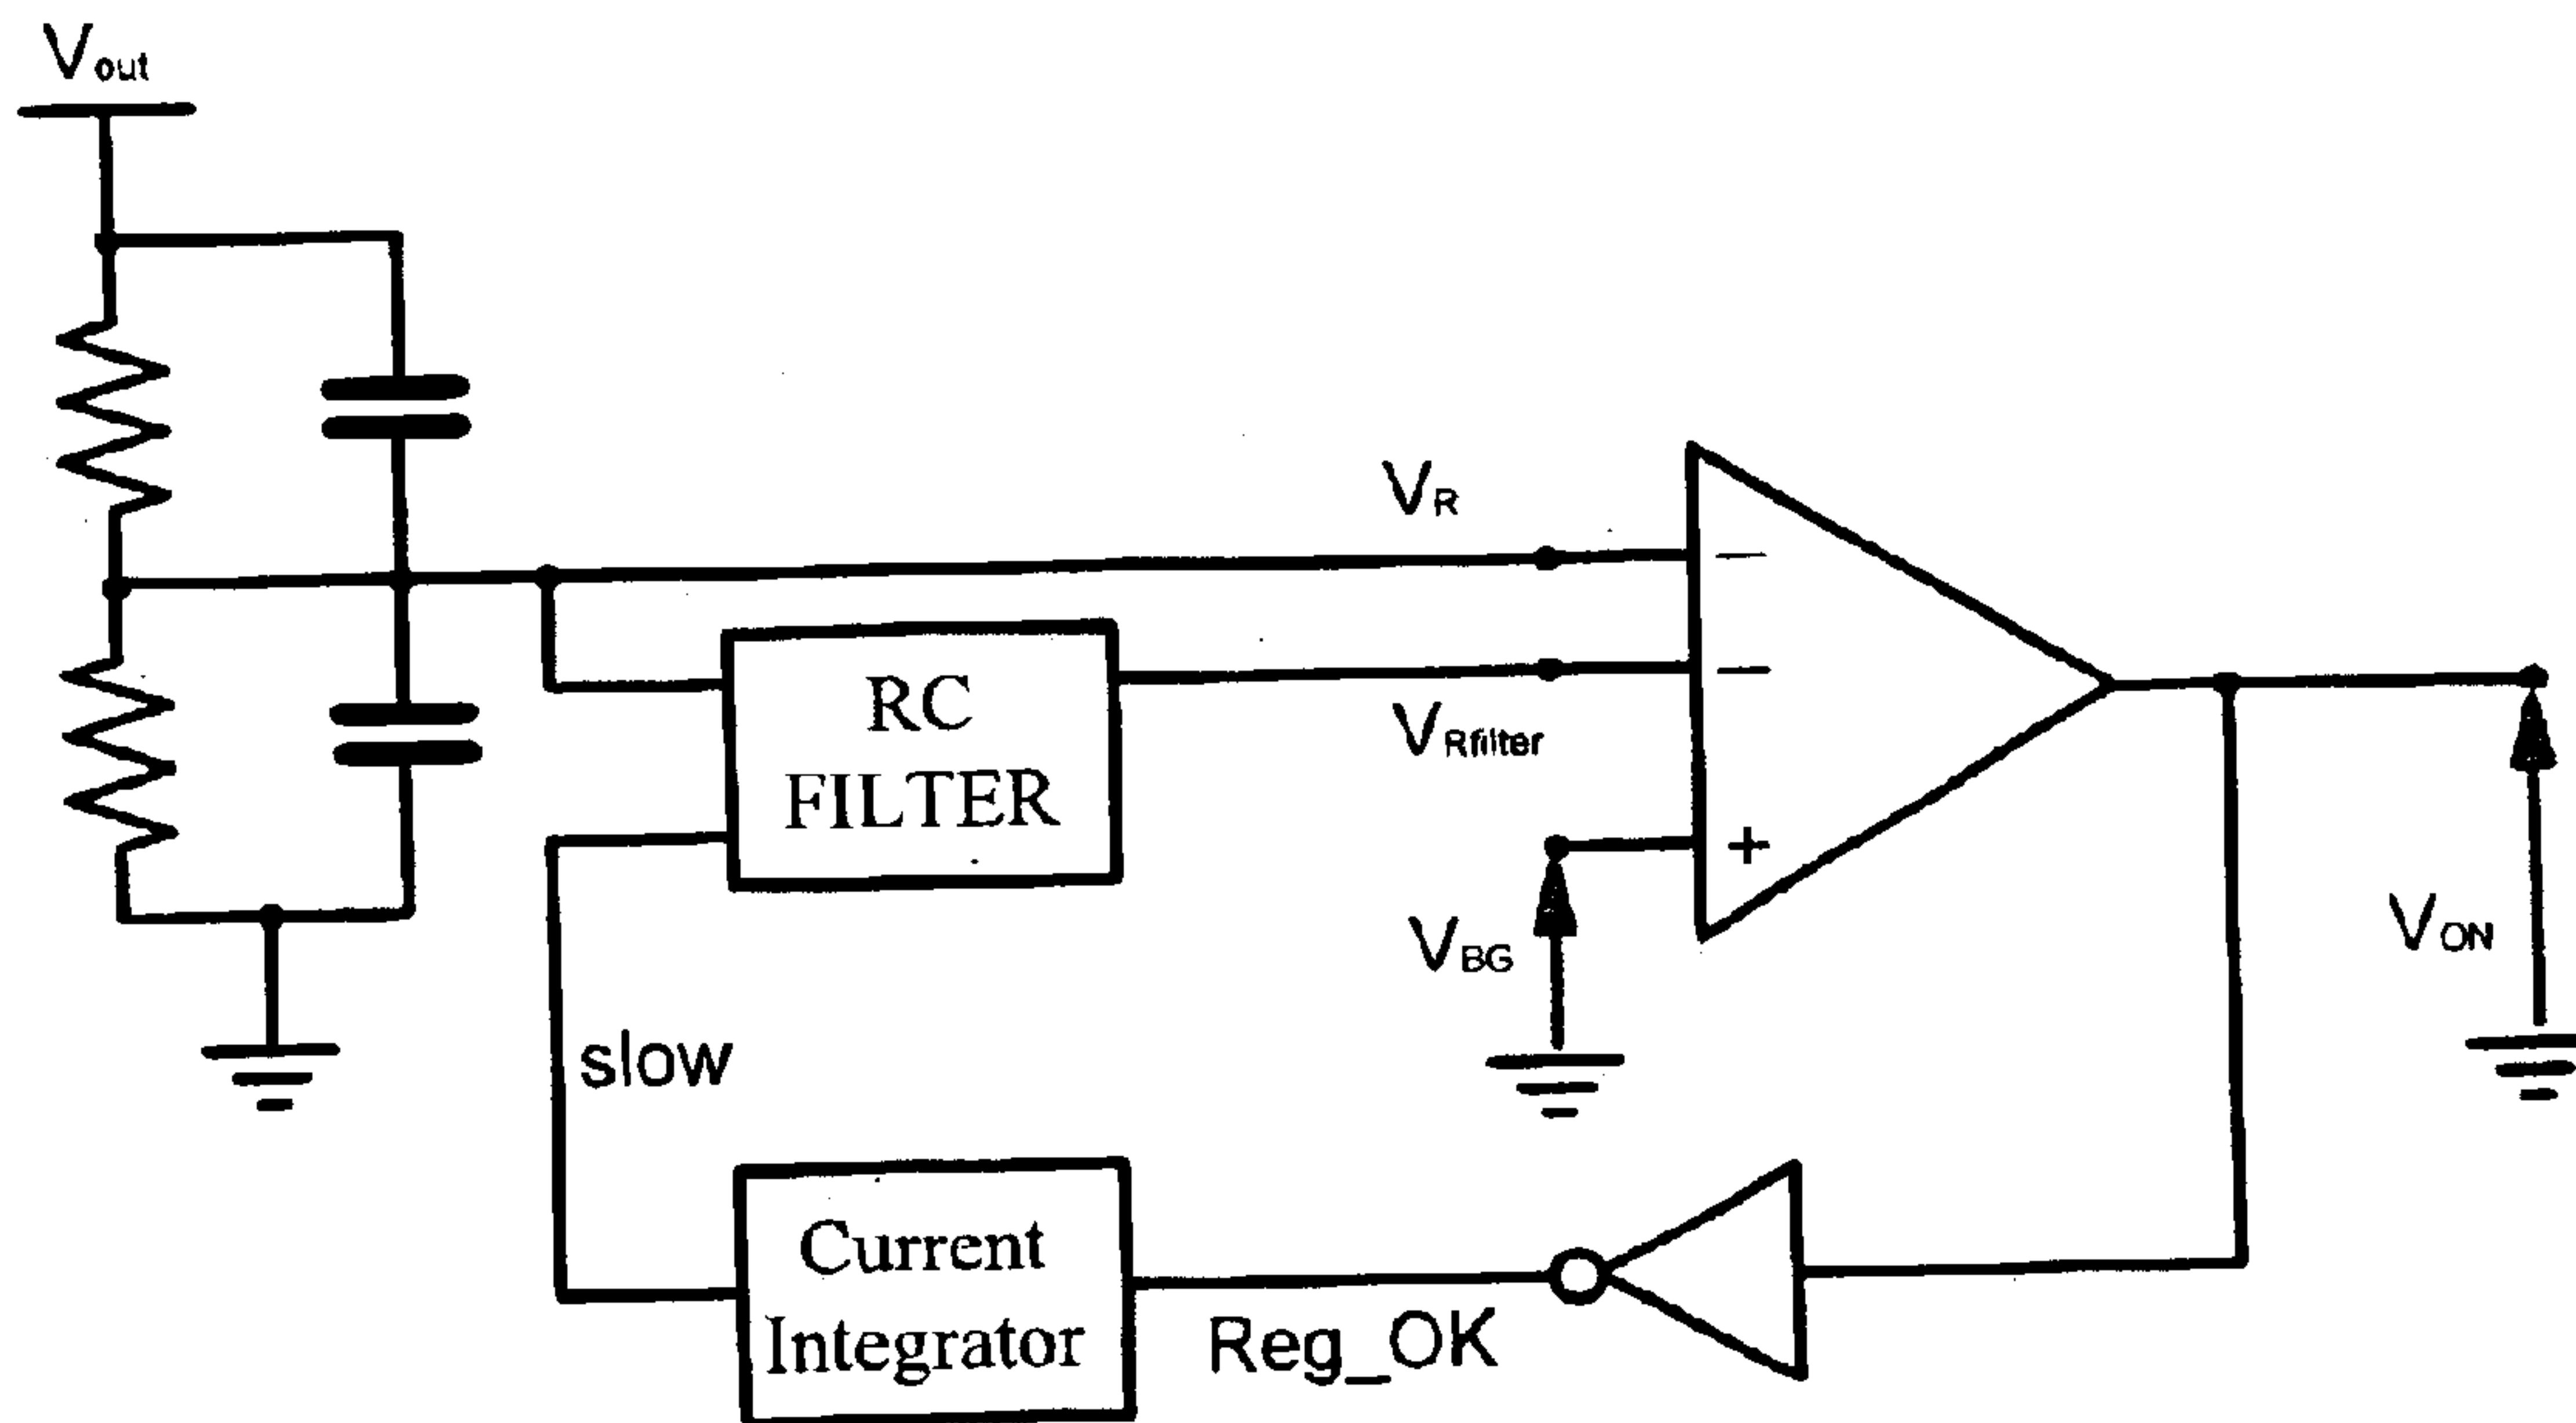 Vout
VR
RC
FILTER
VRfilter
VBG
VON
slow
Current
Integrator
Reg_OK